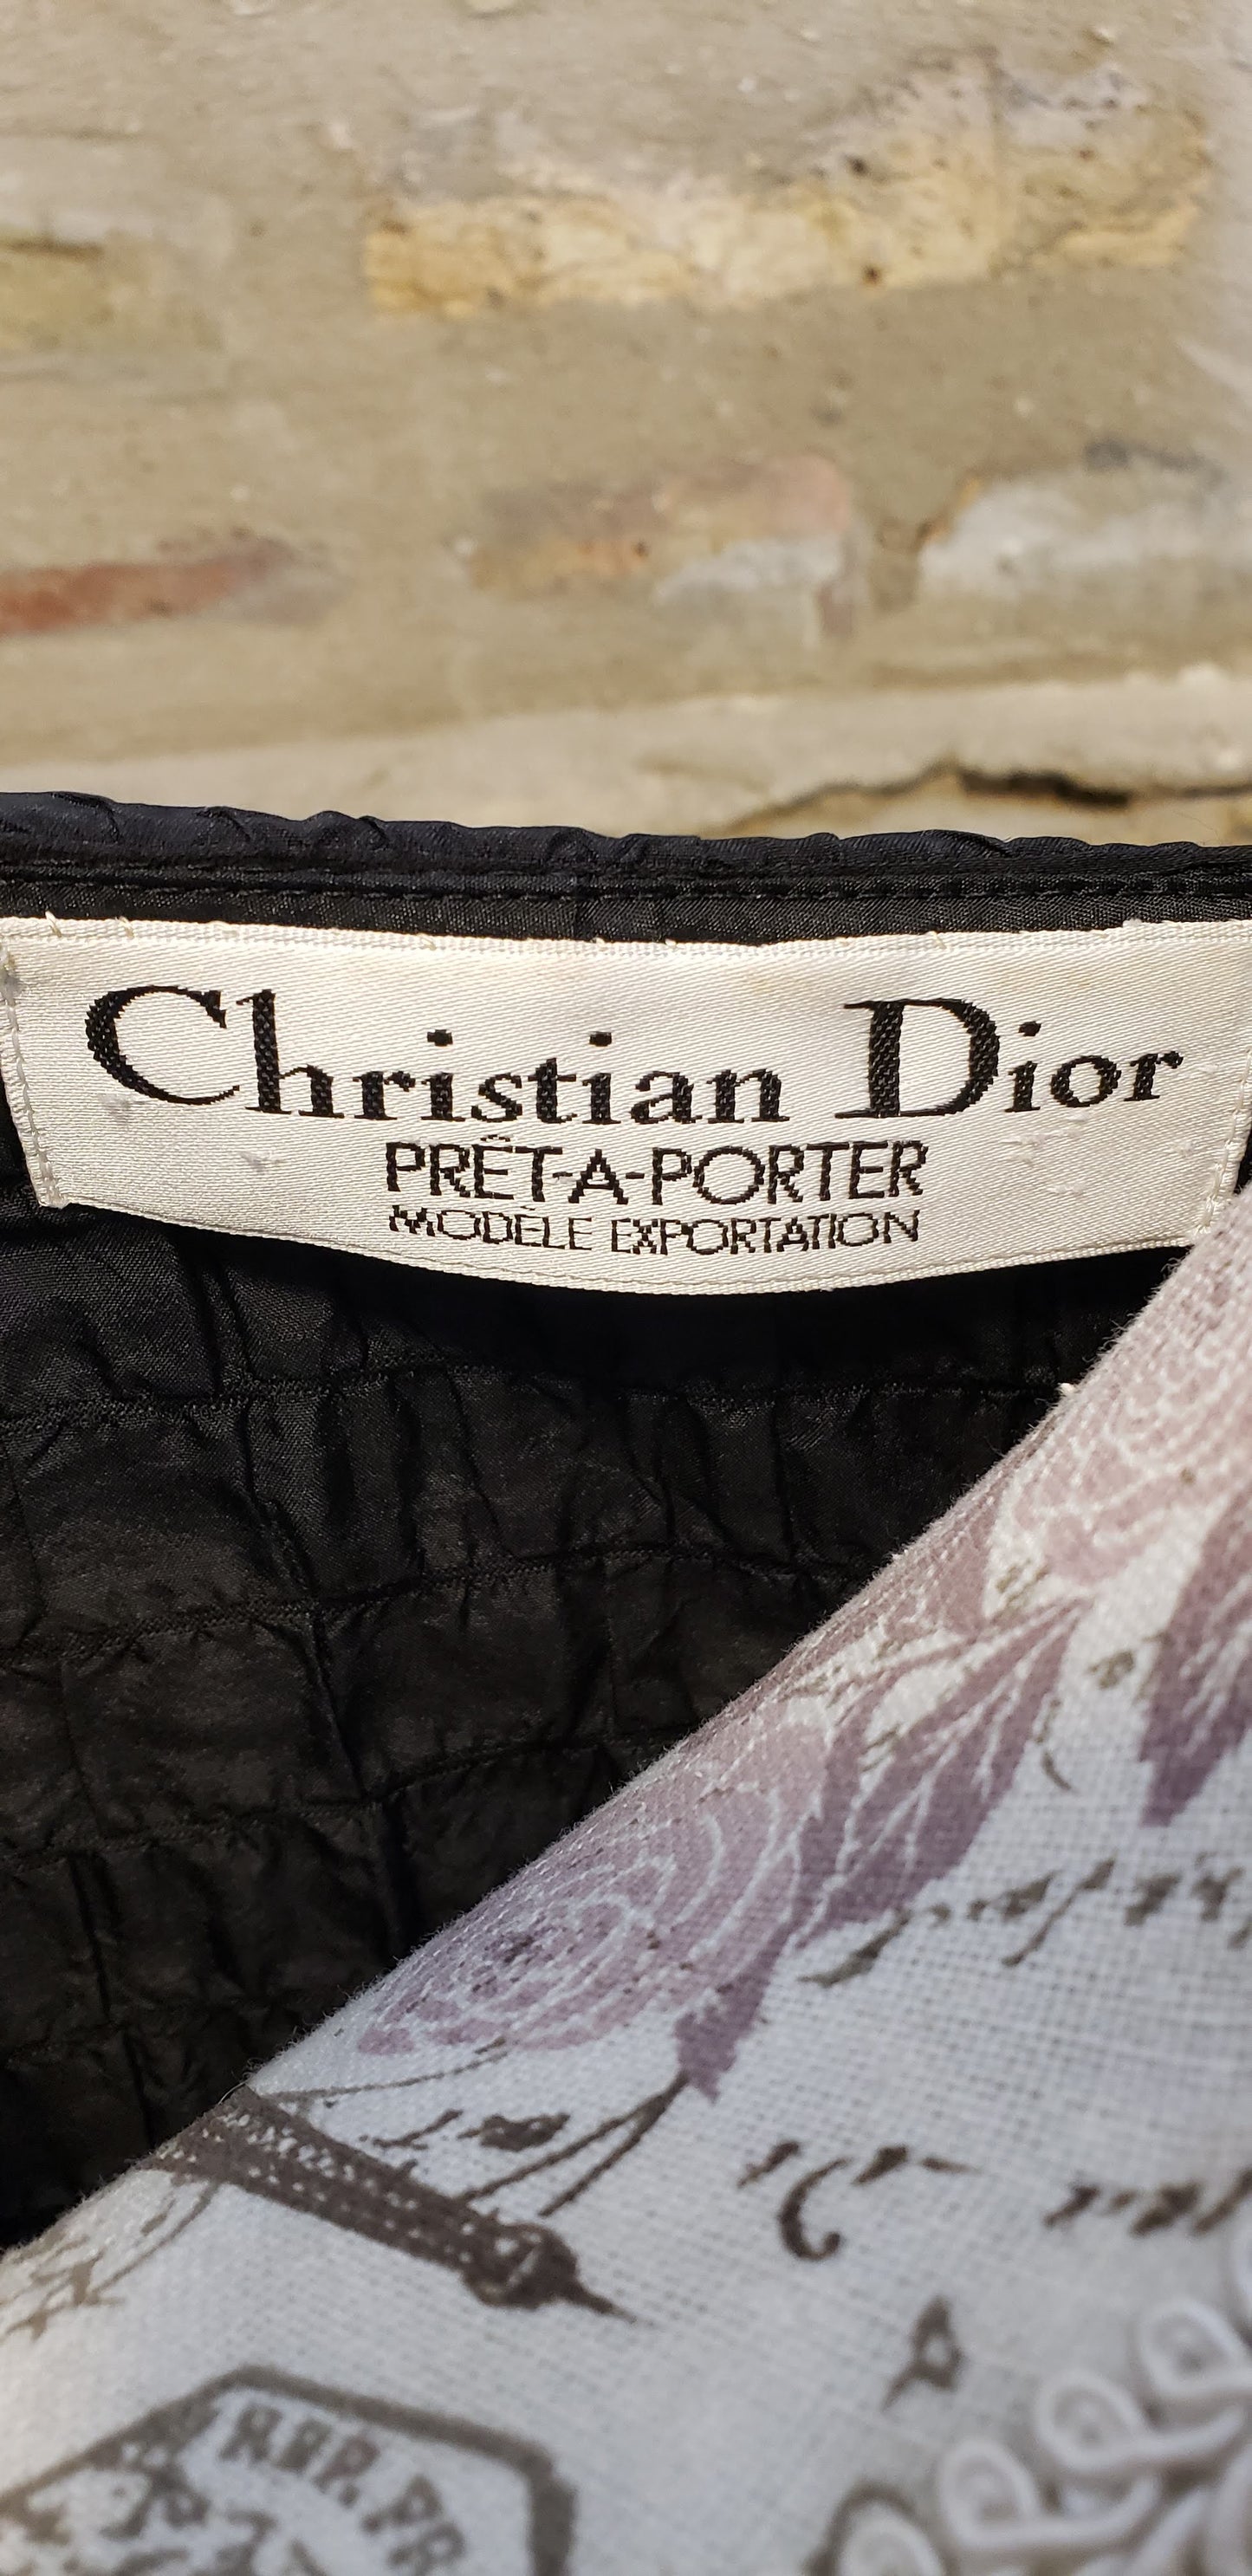 Christian Dior
PRÊT-À-PORTER
MODÈLE EXPORTATION